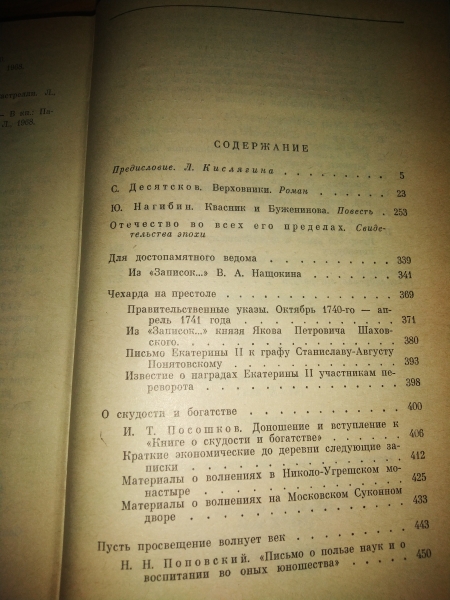 1958.
Л.,
— В кн.: Па-
Л., 1968.
СОДЕРЖАНИЕ
Предисловие. Л. Кислягина . . . . . . . . . 5
С. Десятсков. Верховники. Роман . . . . . . . 23
Ю. Нагибин. Квасник и Буженинова. Повесть . 253
Отечество во всех его пределах. Свиде-
тельства эпохи
Для достопамятного ведома . . . . . . . . 339
Из «Записок...» В. А. Нащокина . . . . . . . 341
Чехарда на престоле . . . . . . . . . . . 369
Правительственные указы. Октябрь 1740-го — ап-
рель 1741 года . . . . . . . . . . . 371
Из «Записок...» князя Якова Петровича Шахов-
ского. . . . . . . . . . . . . . 380
Письмо Екатерины II к графу Станиславу-Августу
Понятовскому . . . . . . . . . . . 393
Известие о наградах Екатерины II участникам пе-
реворота . . . . . . . . . . . . 398
О скудости и богатстве . . . . . . . . . . 400
И. Т. Посошков. Доношение и вступление к
«Книге о скудости и богатстве» . . . . . . 406
Краткие экономические до деревни следующие за-
писки . . . . . . . . . . . . . 412
Материалы о волнениях в Николо-Угрешском мо-
настыре . . . . . . . . . . . . . 425
Материалы о волнениях на Московском Суконном
дворе . . . . . . . . . . . . . 433
Пусть просвещение волнует век . . . . . . . 443
Н. Н. Поповский. «Письмо о пользе наук и о
воспитании во оных юношества» . . . . . . 450